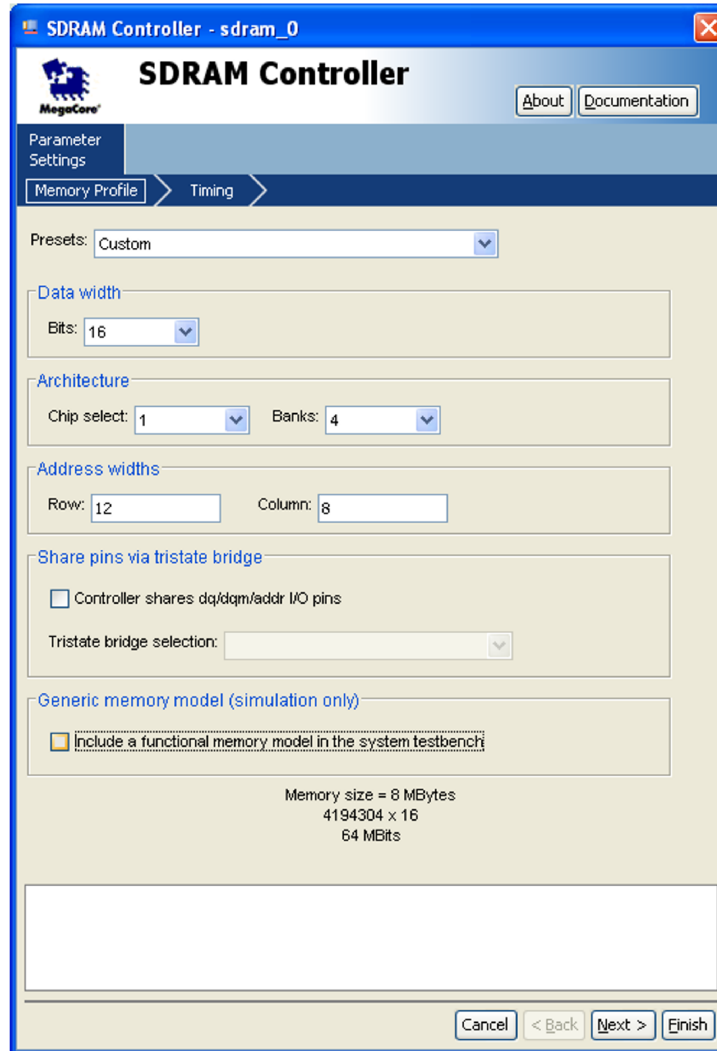 SDRAM Controller - sdram_0
MegaCore®
SDRAM Controller
About
Documentation
Parameter
Settings
Memory Profile
Timing
Presets: Custom
Data width
Bits: 16
Architecture
Chip select: 1 Banks: 4
Address widths
Row: 12 Column: 8
Share pins via tristate bridge
Controller shares dq/dqm/addr I/O pins
Tristate bridge selection:
Generic memory model (simulation only)
Include a functional memory model in the system testbench
Memory size = 8 MBytes
4194304 x 16
64 MBits
Cancel < Back Next > Finish